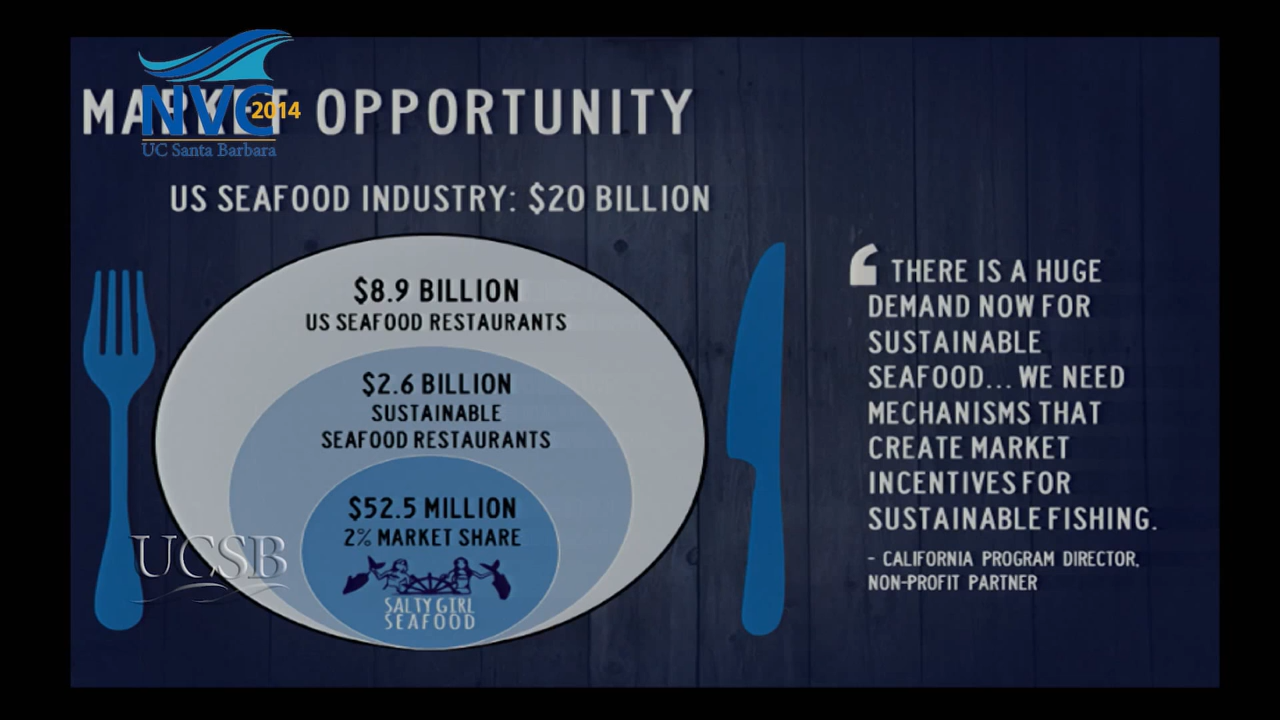 MARKET OPPORTUNITY
NVC 2014
UC Santa Barbara
US SEAFOOD INDUSTRY: $20 BILLION
$8.9 BILLION
US SEAFOOD RESTAURANTS
$2.6 BILLION
SUSTAINABLE
SEAFOOD RESTAURANTS
$52.5 MILLION
2% MARKET SHARE
SALTY GIRL
SEAFOOD
UCSB
“ THERE IS A HUGE
DEMAND NOW FOR
SUSTAINABLE
SEAFOOD... WE NEED
MECHANISMS THAT
CREATE MARKET
INCENTIVES FOR
SUSTAINABLE FISHING.
- CALIFORNIA PROGRAM DIRECTOR,
NON-PROFIT PARTNER